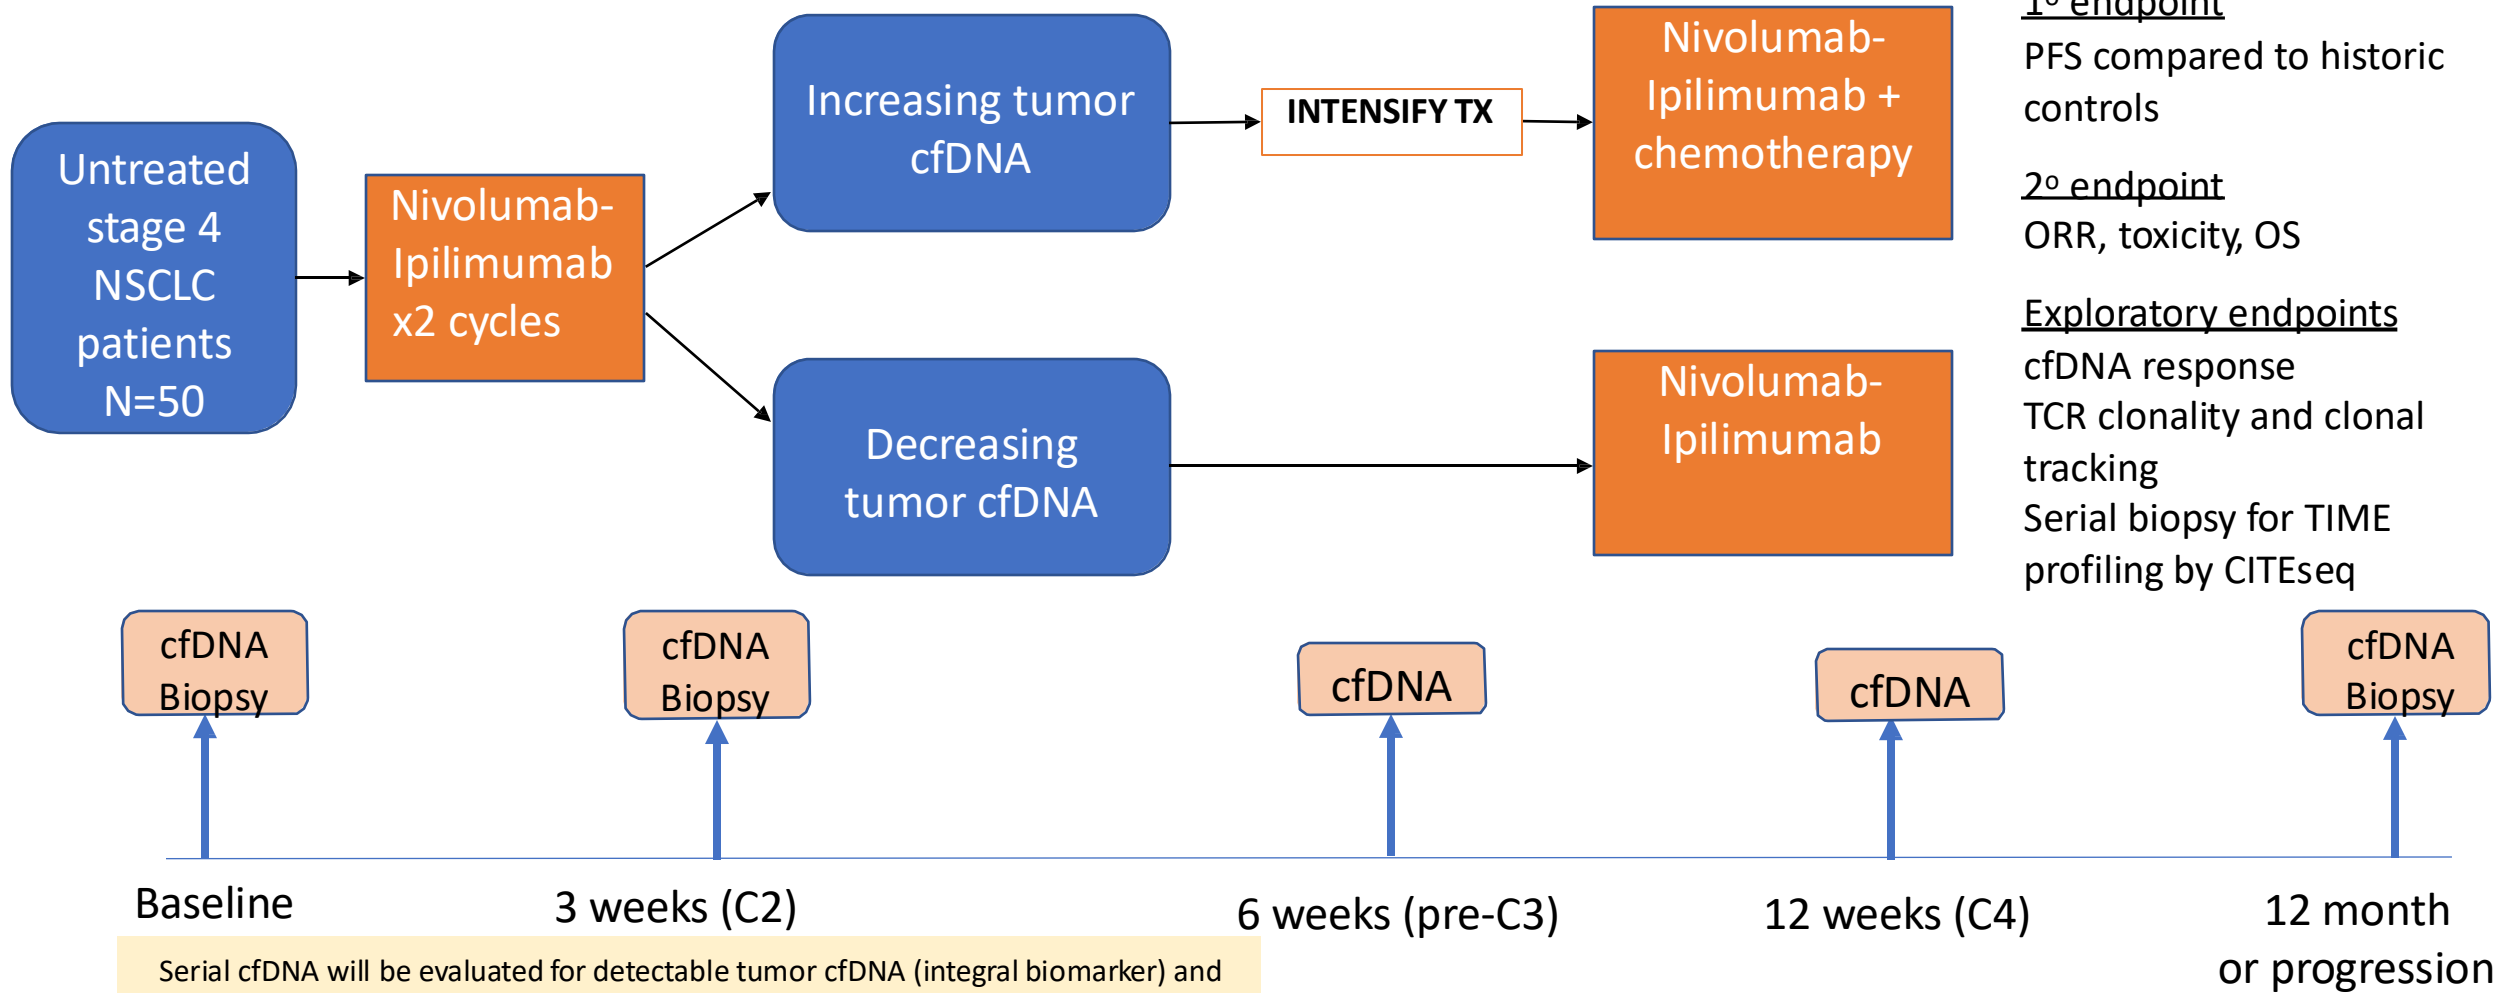 Untreated
stage 4
NSCLC
patients
N=50
Nivolumab-
Ipilimumab
x2 cycles
Increasing tumor
cfDNA
INTENSIFY TX
Nivolumab-
Ipilimumab +
chemotherapy
Decreasing
tumor cfDNA
Nivolumab-
Ipilimumab
1º endpoint
PFS compared to historic
controls
2º endpoint
ORR, toxicity, OS
Exploratory endpoints
cfDNA response
TCR clonality and clonal
tracking
Serial biopsy for TIME
profiling by CITEseq
cfDNA
Biopsy
cfDNA
Biopsy
cfDNA
cfDNA
cfDNA
Biopsy
Baseline
3 weeks (C2)
6 weeks (pre-C3)
12 weeks (C4)
12 month
or progression
Serial cfDNA will be evaluated for detectable tumor cfDNA (integral biomarker) and